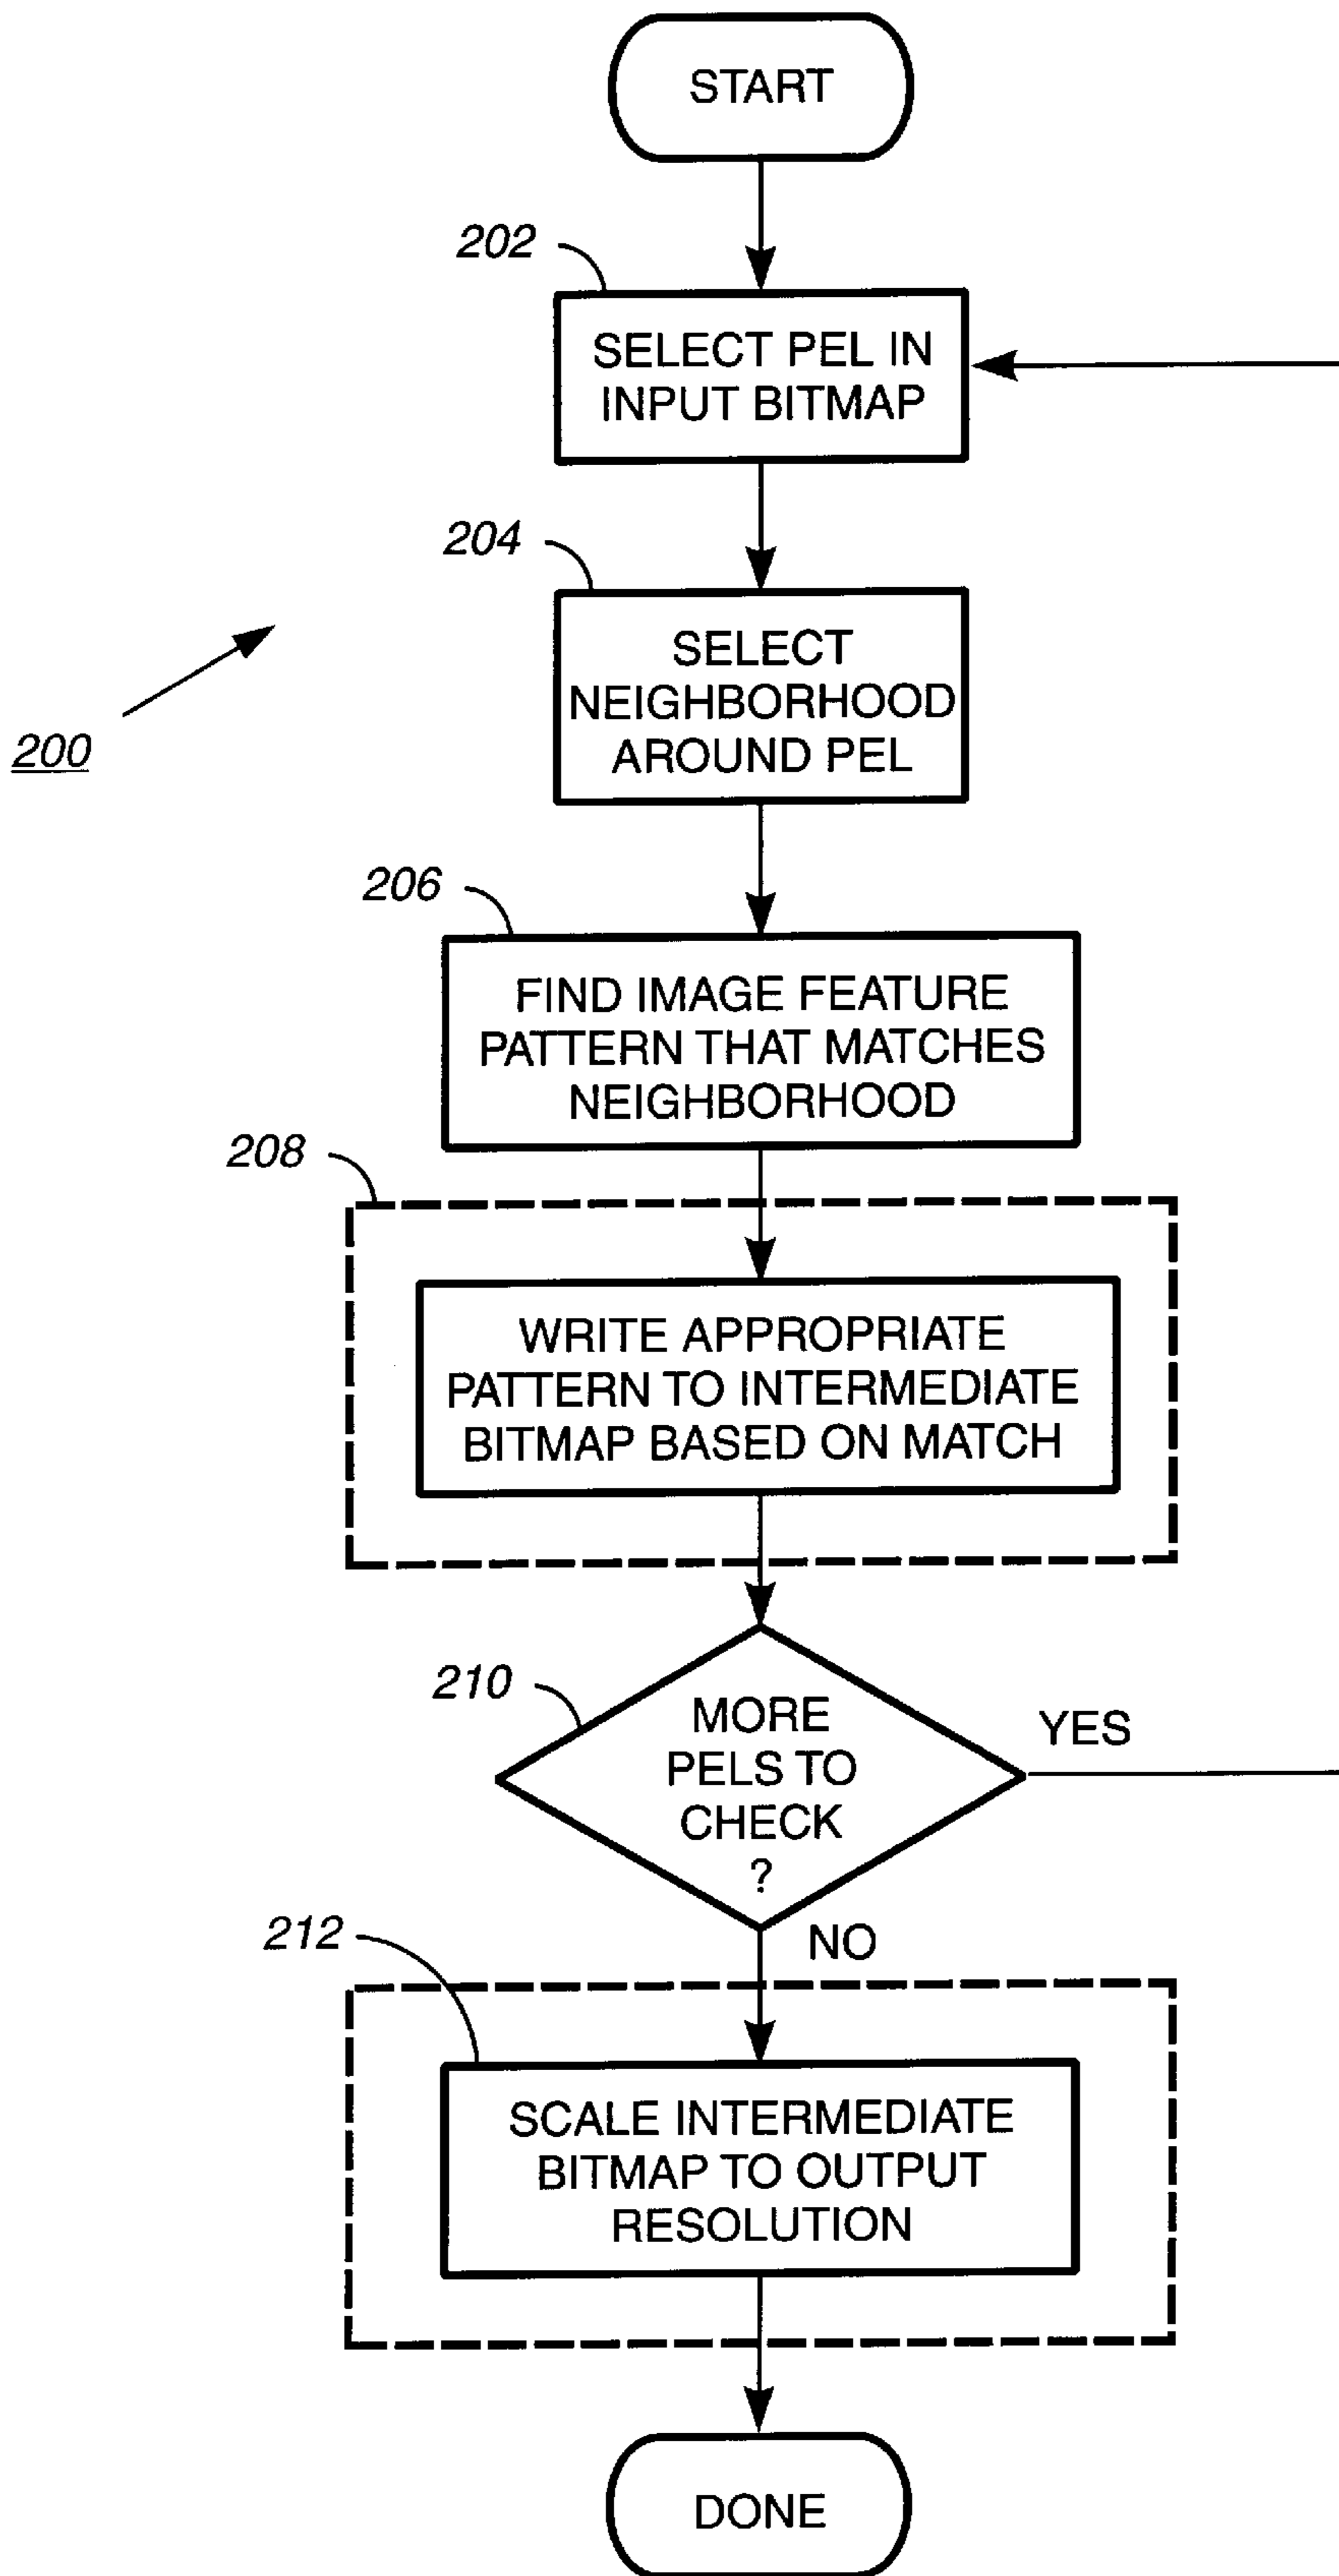 START
202
SELECT PEL IN
INPUT BITMAP
204
SELECT
NEIGHBORHOOD
AROUND PEL
200
206
FIND IMAGE FEATURE
PATTERN THAT MATCHES
NEIGHBORHOOD
208
WRITE APPROPRIATE
PATTERN TO INTERMEDIATE
BITMAP BASED ON MATCH
210
MORE
PELS TO
CHECK
?
YES
NO
212
SCALE INTERMEDIATE
BITMAP TO OUTPUT
RESOLUTION
DONE